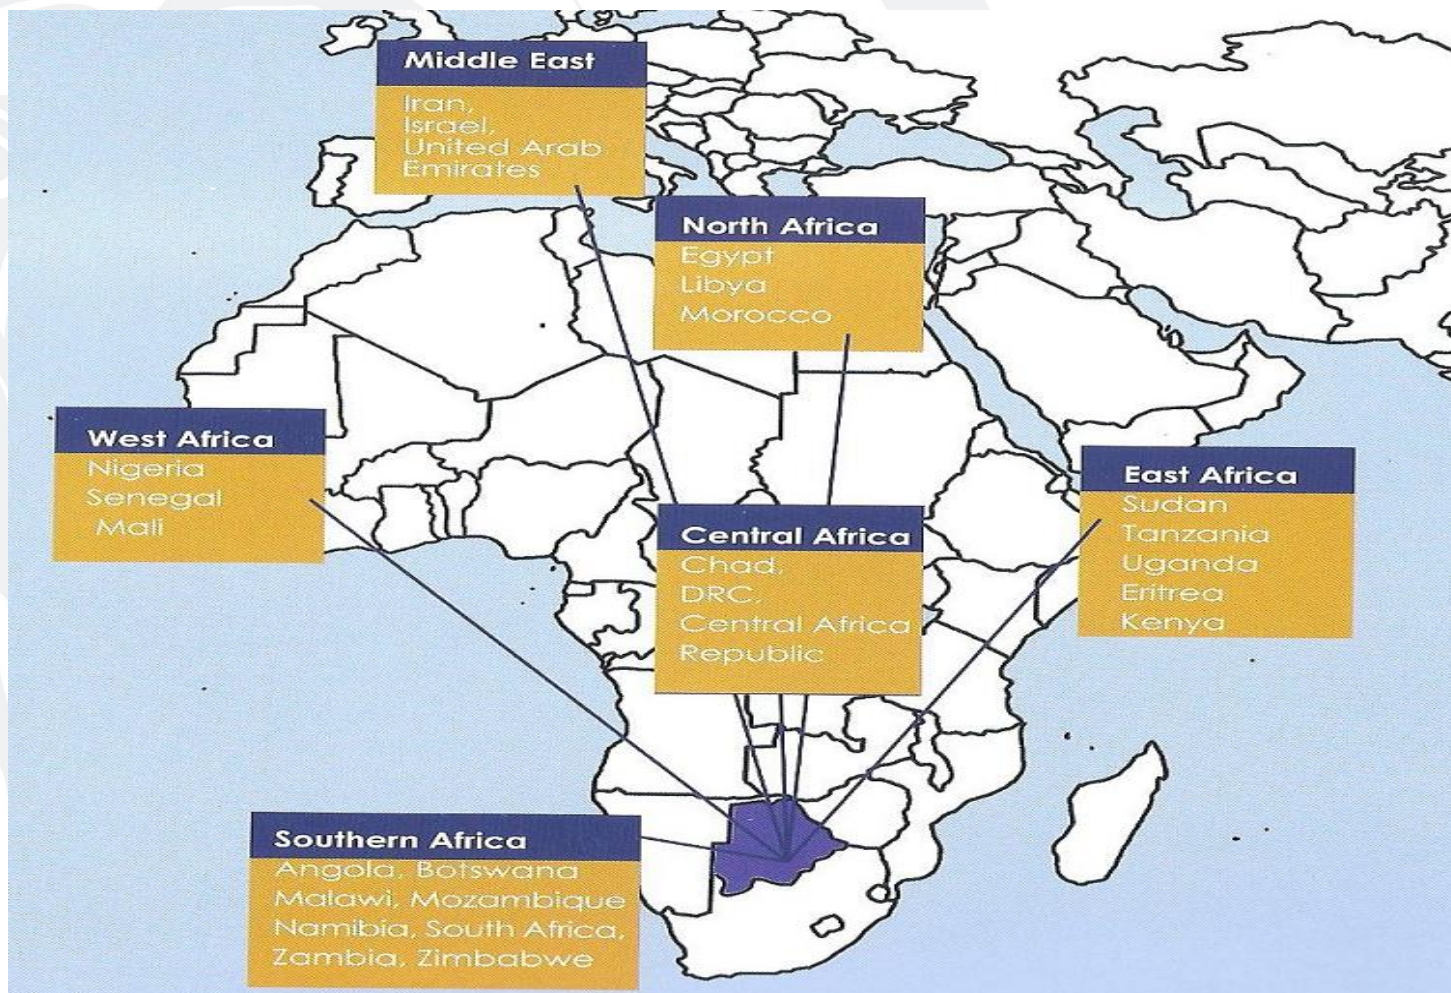 Middle East
Iran,
Israel,
United Arab
Emirates
North Africa
Egypt
Libya
Morocco
West Africa
Nigeria
Senegal
Mali
East Africa
Sudan
Tanzania
Uganda
Eritrea
Kenya
Central Africa
Chad,
DRC,
Central Africa
Republic
Southern Africa
Angola, Botswana
Malawi, Mozambique
Namibia, South Africa,
Zambia, Zimbabwe